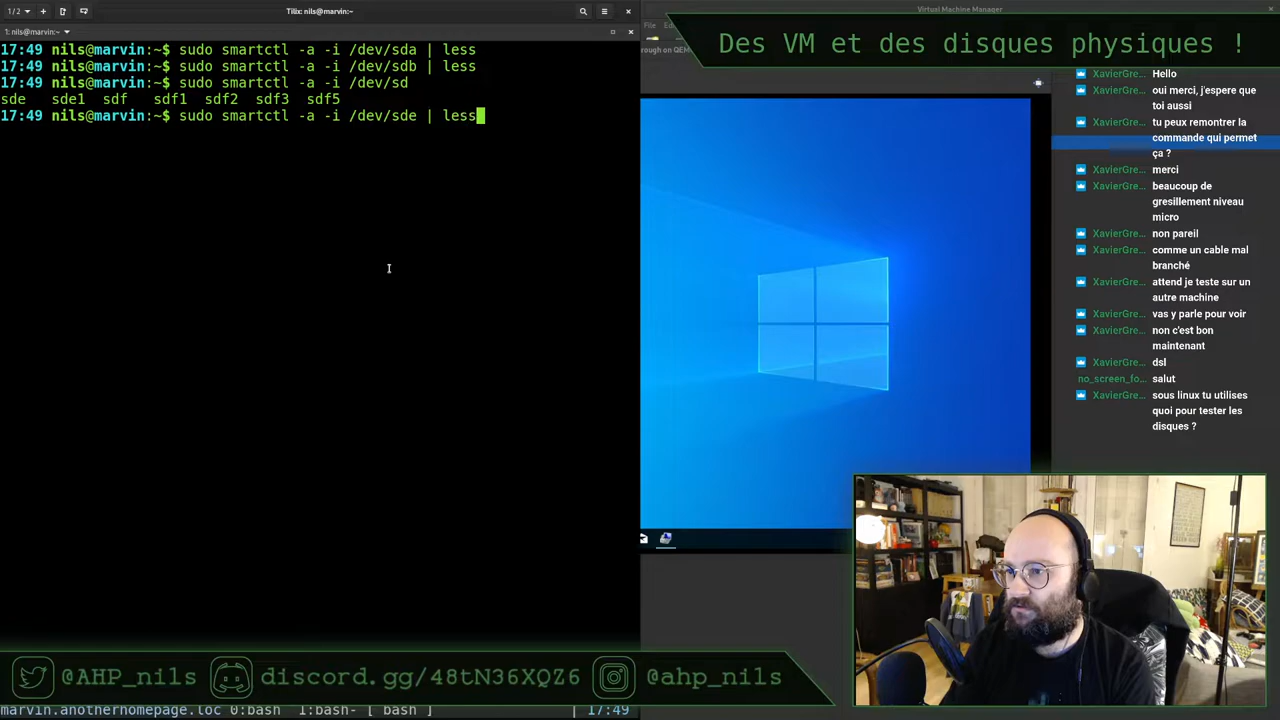 1/2
Tilix: nils@marvin:~
1: nils@marvin:~
17:49 nils@marvin:~$ sudo smartctl -a -i /dev/sda | less
17:49 nils@marvin:~$ sudo smartctl -a -i /dev/sdb | less
17:49 nils@marvin:~$ sudo smartctl -a -i /dev/sd
sde sde1 sdf sdf1 sdf2 sdf3 sdf5
17:49 nils@marvin:~$ sudo smartctl -a -i /dev/sde | less
Virtual Machine Manager
File
rough on QEM
Des VM et des disques physiques !
XavierGre... Hello
XavierGre... oui merci, j'espere que
toi aussi
XavierGre... tu peux remontrer la
commande qui permet
ça ?
XavierGre... merci
XavierGre... beaucoup de
gresillement niveau
micro
XavierGre... non pareil
XavierGre... comme un cable mal
branché
XavierGre... attend je teste sur un
autre machine
XavierGre... vas y parle pour voir
XavierGre... non c'est bon
maintenant
XavierGre... dsl
no_screen_fo... salut
XavierGre... sous linux tu utilises
quoi pour tester les
disques ?
@AHP_nils
discord.gg/48tN36XQZ6
@ahp_nils
marvin.anotherhomepage.loc 0:bash 1:bash- [ bash ] | 17:49